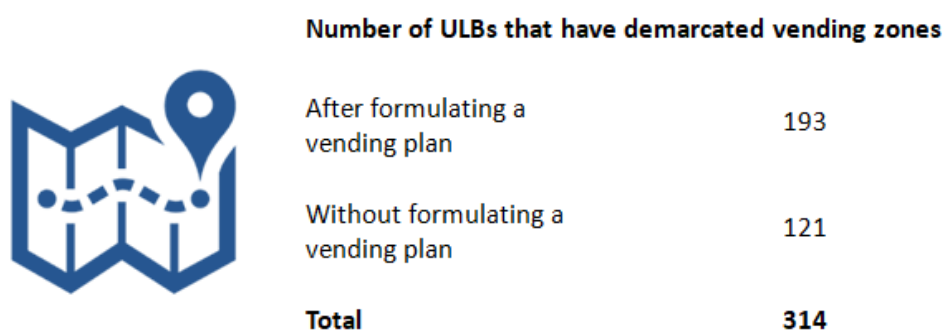 Number of ULBs that have demarcated vending zones
After formulating a
vending plan
193
Without formulating a
vending plan
121
Total 314